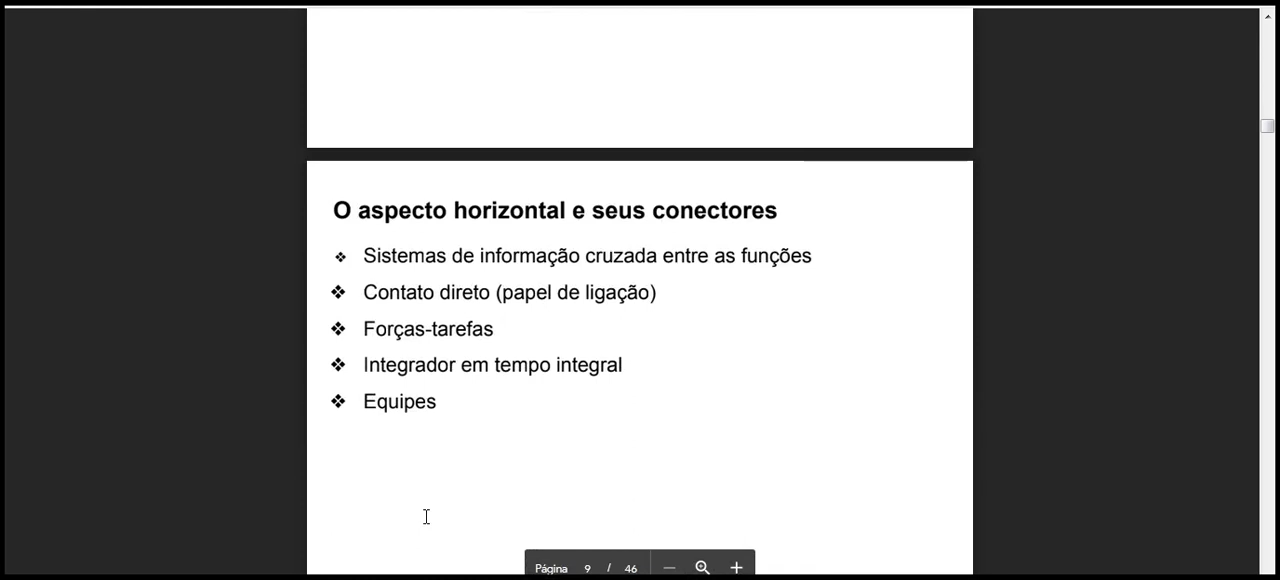 O aspecto horizontal e seus conectores
❖ Sistemas de informação cruzada entre as funções
❖ Contato direto (papel de ligação)
❖ Forças-tarefas
❖ Integrador em tempo integral
❖ Equipes
Página 9 / 46